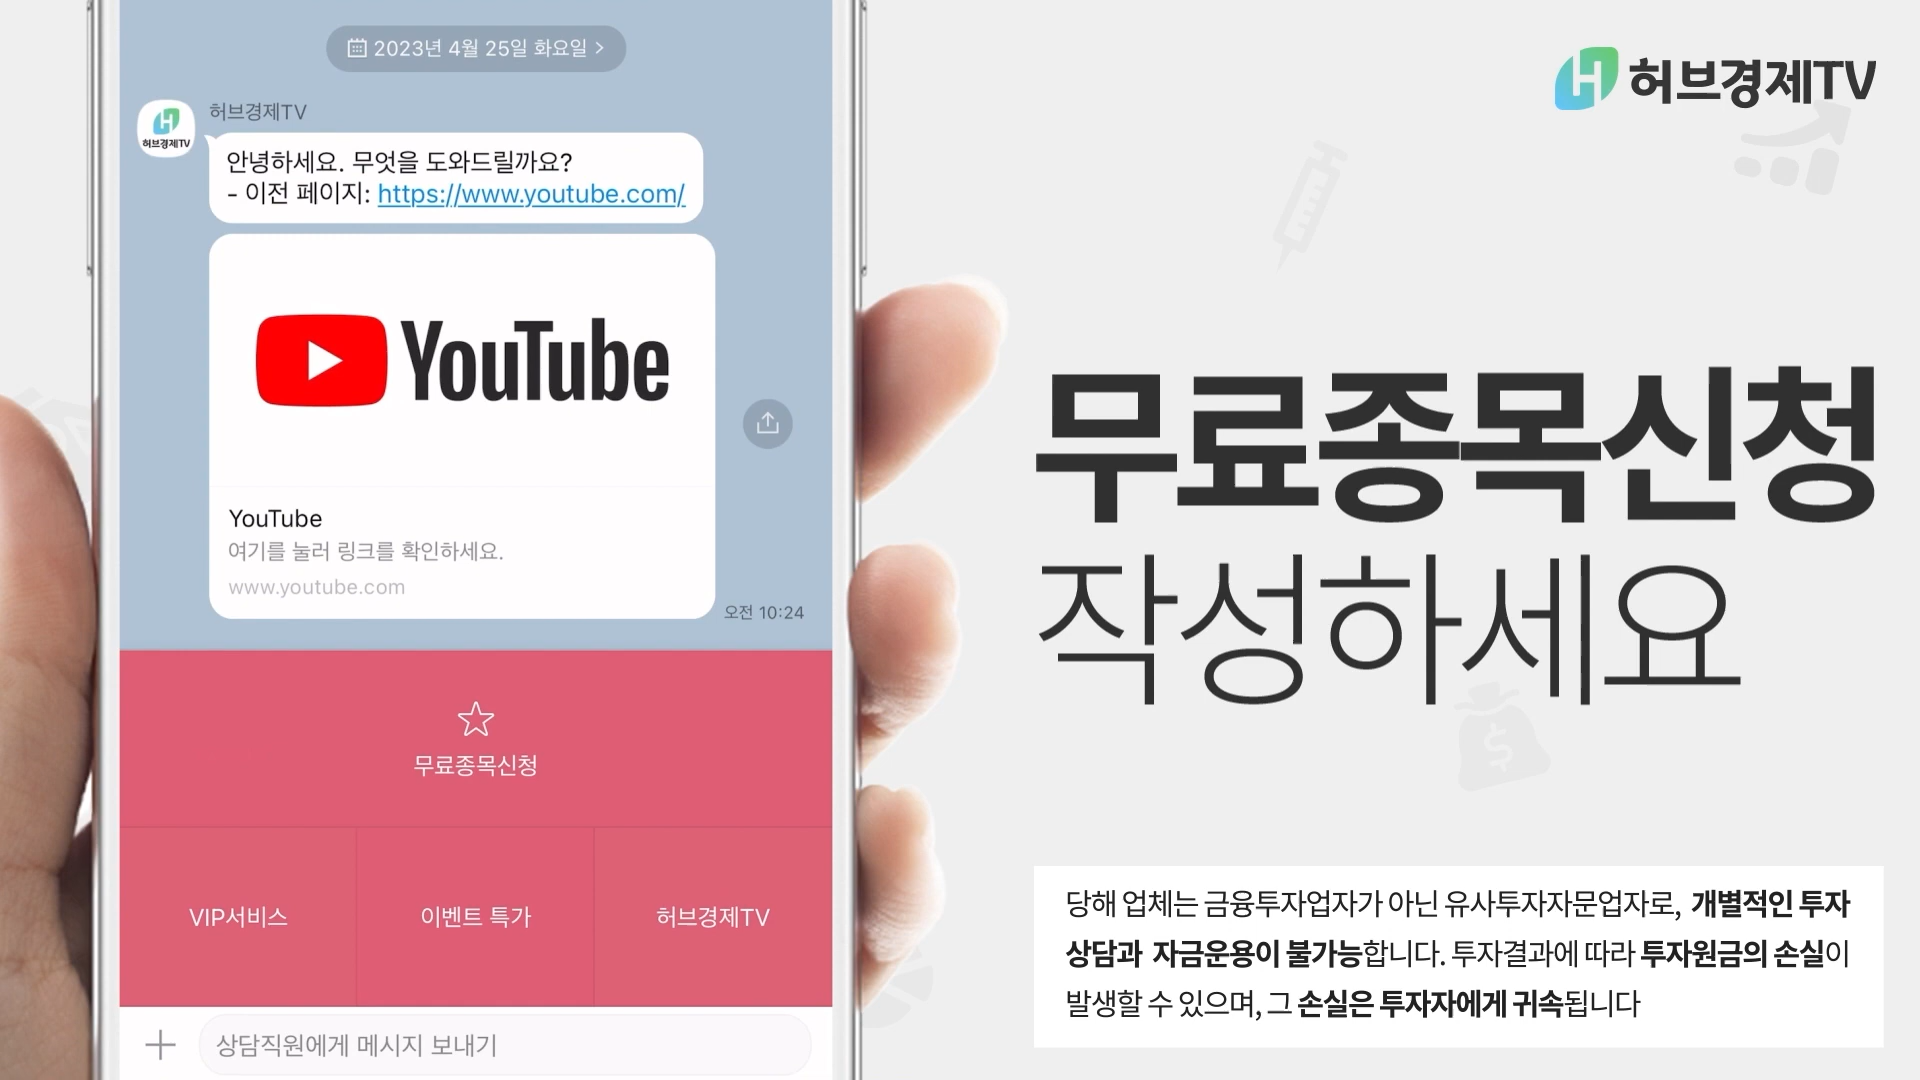 2023년 4월 25일 화요일 >
허브경제TV
허브경제TV
안녕하세요. 무엇을 도와드릴까요?
- 이전 페이지: https://www.youtube.com/
YouTube
YouTube
여기를 눌러 링크를 확인하세요.
www.youtube.com
오전 10:24
무료종목신청
VIP서비스
이벤트 특가
허브경제TV
상담직원에게 메시지 보내기
허브경제TV
무료종목신청
작성하세요
당해 업체는 금융투자업자가 아닌 유사투자자문업자로, 개별적인 투자
상담과 자금운용이 불가능합니다. 투자결과에 따라 투자원금의 손실이
발생할 수 있으며, 그 손실은 투자자에게 귀속됩니다